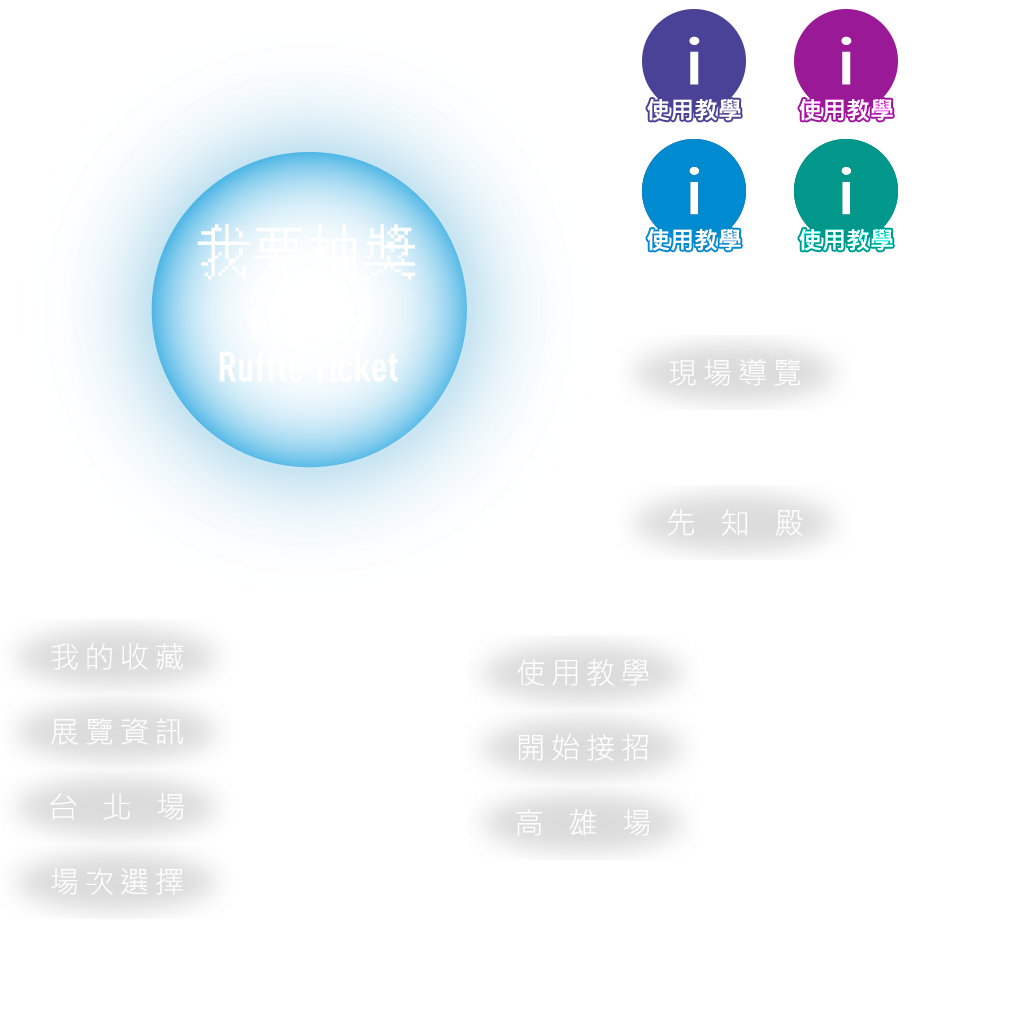 i
使用教學
i
使用教學
i
使用教學
i
使用教學
我要抽獎
Ticket
現場導覽
先知殿
我的收藏
展覽資訊
台北場
場次選擇
使用教學
開始接招
高雄場